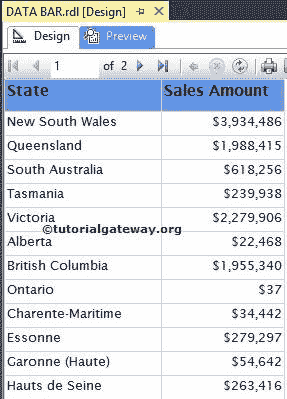 DATA BAR.rdl [Design]
Design Preview
1 of 2
State Sales Amount
New South Wales $3,934,486
Queensland $1,988,415
South Australia $618,256
Tasmania $239,938
Victoria $2,279,906
©tutorialgateway.org
Alberta $22,468
British Columbia $1,955,340
Ontario $37
Charente-Maritime $34,442
Essonne $279,297
Garonne (Haute) $54,642
Hauts de Seine $263,416